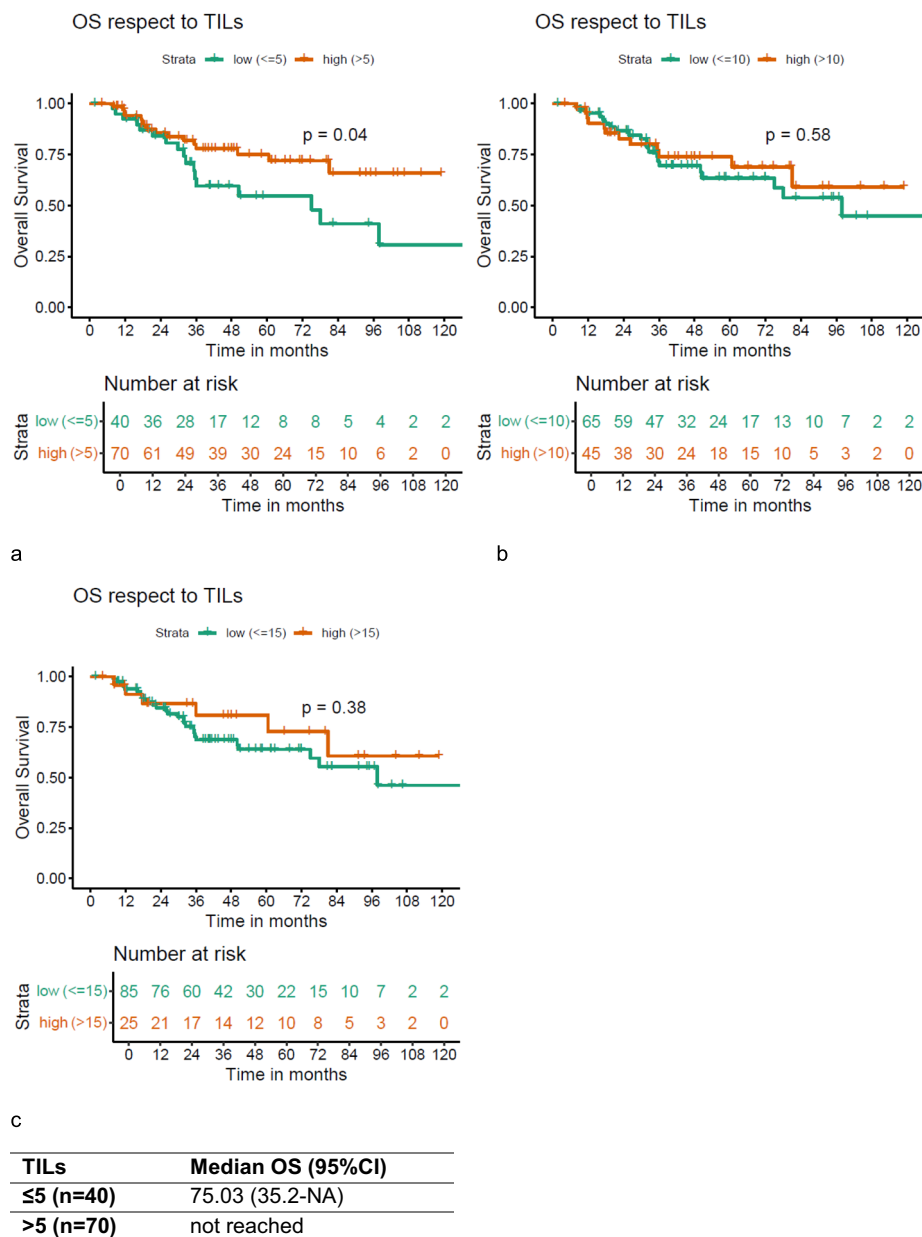 OS respect to TILs
Strata low (<=5) high (>5)
1.00
0.75
0.50
0.25
0.00
Overall Survival
p = 0.04
0 12 24 36 48 60 72 84 96 108 120
Time in months
Number at risk
Strata
low (<=5) 40 36 28 17 12 8 8 5 4 2 2
high (>5) 70 61 49 39 30 24 15 10 6 2 0
0 12 24 36 48 60 72 84 96 108 120
Time in months
a
OS respect to TILs
Strata low (<=10) high (>10)
1.00
0.75
0.50
0.25
0.00
Overall Survival
p = 0.58
0 12 24 36 48 60 72 84 96 108 120
Time in months
Number at risk
Strata
low (<=10) 65 59 47 32 24 17 13 10 7 2 2
high (>10) 45 38 30 24 18 15 10 5 3 2 0
0 12 24 36 48 60 72 84 96 108 120
Time in months
b
OS respect to TILs
Strata low (<=15) high (>15)
1.00
0.75
0.50
0.25
0.00
Overall Survival
p = 0.38
0 12 24 36 48 60 72 84 96 108 120
Time in months
Number at risk
Strata
low (<=15) 85 76 60 42 30 22 15 10 7 2 2
high (>15) 25 21 17 14 12 10 8 5 3 2 0
0 12 24 36 48 60 72 84 96 108 120
Time in months
c
TILs Median OS (95%CI)
≤5 (n=40) 75.03 (35.2-NA)
>5 (n=70) not reached